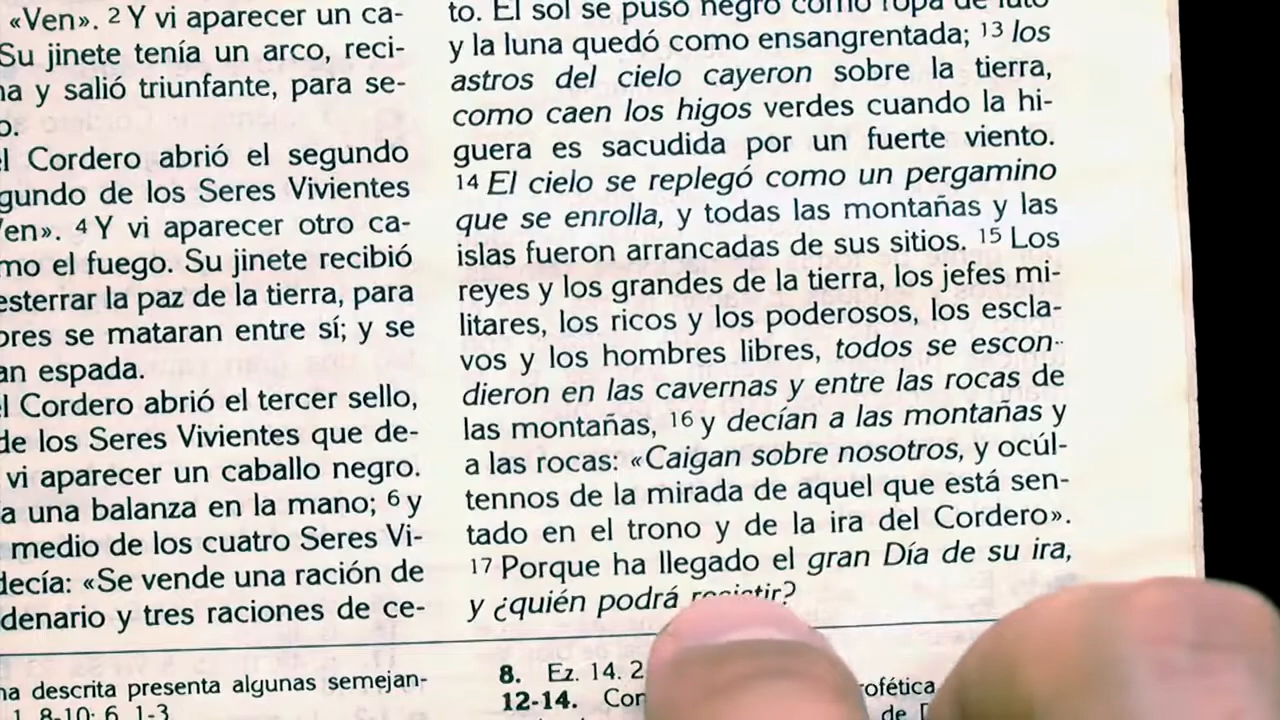 «Ven». 2 Y vi aparecer un ca-
Su jinete tenía un arco, reci-
y salió triunfante, para se-
Cordero abrió el segundo
gundo de los Seres Vivientes
4 Y vi aparecer otro ca-
mo el fuego. Su jinete recibió
esterrar la paz de la tierra, para
bres se mataran entre sí; y se
an espada.
Cordero abrió el tercer sello,
de los Seres Vivientes que de-
vi aparecer un caballo negro.
a una balanza en la mano; 6 y
medio de los cuatro Seres Vi-
decía: «Se vende una ración de
denario y tres raciones de ce-
to. El sol se puso negro como ropa de luto
y la luna quedó como ensangrentada; 13 los
astros del cielo cayeron sobre la tierra,
como caen los higos verdes cuando la hi-
guera es sacudida por un fuerte viento.
14 El cielo se replegó como un pergamino
que se enrolla, y todas las montañas y las
islas fueron arrancadas de sus sitios. 15 Los
reyes y los grandes de la tierra, los jefes mi-
litares, los ricos y los poderosos, los escla-
vos y los hombres libres, todos se escon-
dieron en las cavernas y entre las rocas de
las montañas, 16 y decían a las montañas y
a las rocas: «Caigan sobre nosotros, y ocúl-
tennos de la mirada de aquel que está sen-
tado en el trono y de la ira del Cordero».
17 Porque ha llegado el gran Día de su ira,
y ¿quién podrá resistir?
na descrita presenta algunas semejan-
1, 8-10; 6, 1-3.
8. Ez. 14. 2
12-14. Con
ofética
de